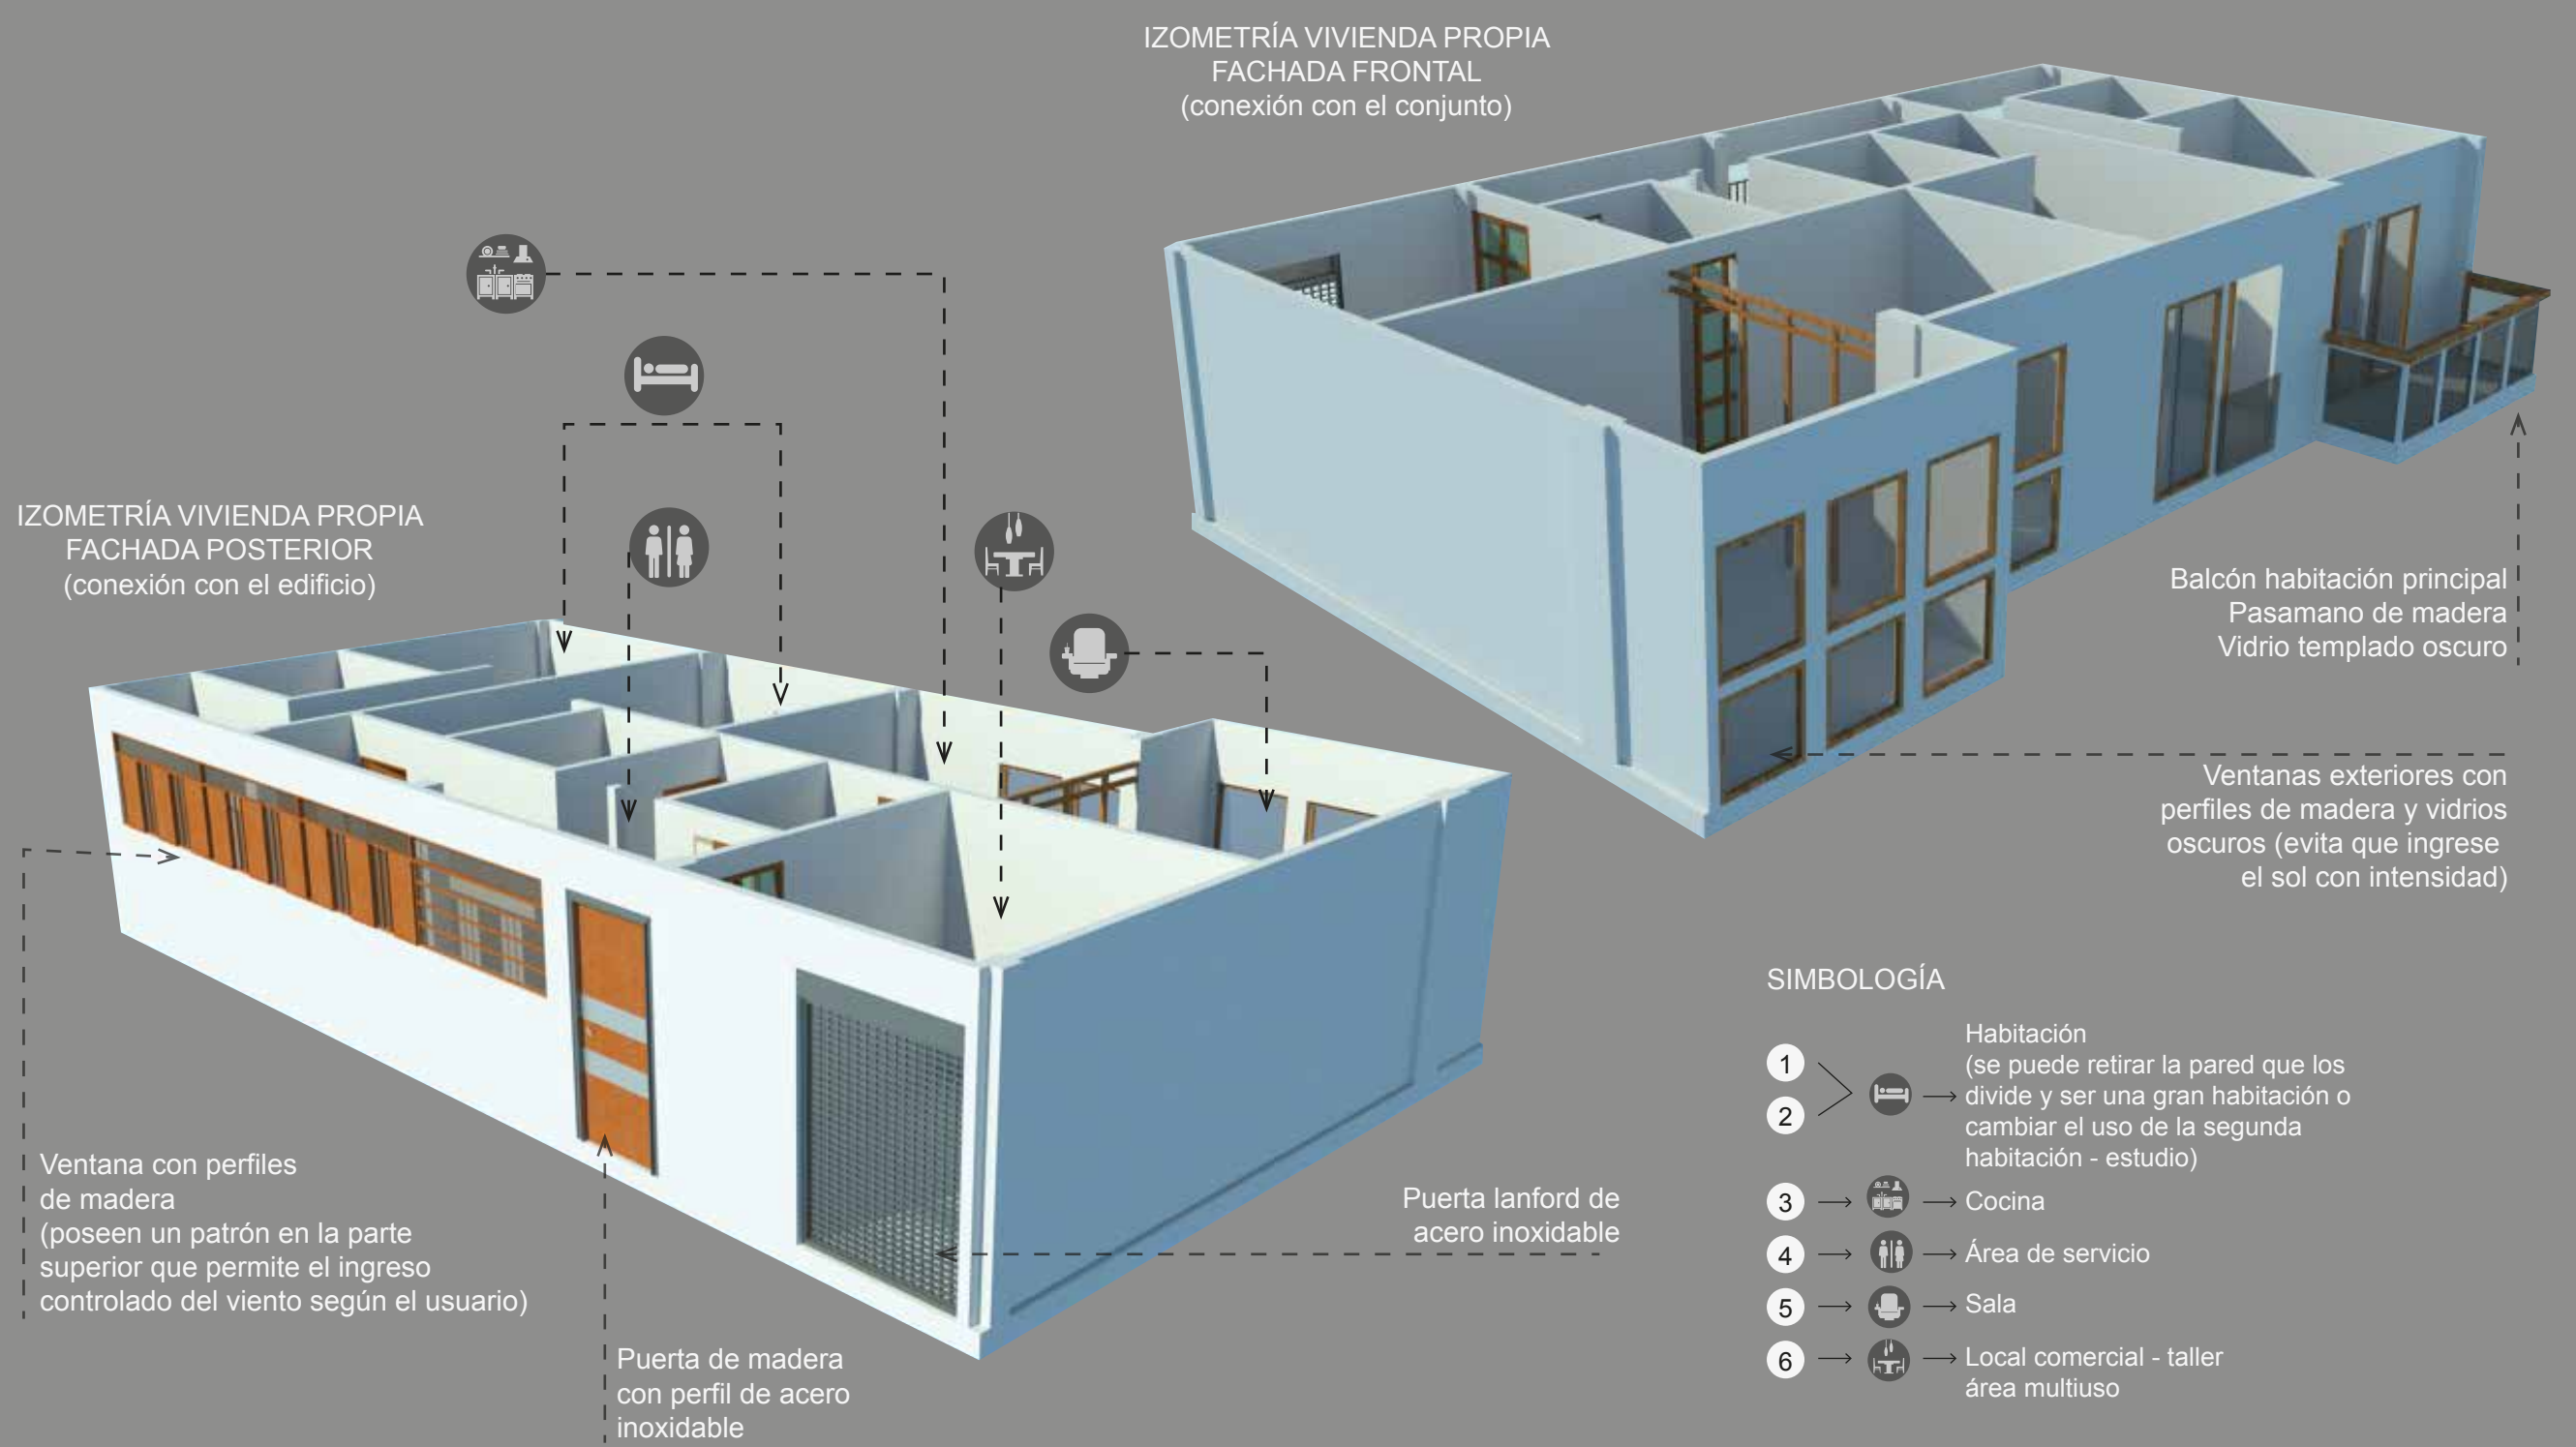 IZOMETRÍA VIVIENDA PROPIA
FACHADA FRONTAL
(conexión con el conjunto)
IZOMETRÍA VIVIENDA PROPIA
FACHADA POSTERIOR
(conexión con el edificio)
Balcón habitación principal
Pasamano de madera
Vidrio templado oscuro
Ventanas exteriores con
perfiles de madera y vidrios
oscuros (evita que ingrese
el sol con intensidad)
Ventana con perfiles
de madera
(poseen un patrón en la parte
superior que permite el ingreso
controlado del viento según el usuario)
Puerta de madera
con perfil de acero
inoxidable
Puerta lanford de
acero inoxidable
SIMBOLOGÍA
1
2
Habitación
(se puede retirar la pared que los
divide y ser una gran habitación o
cambiar el uso de la segunda
habitación - estudio)
3 Cocina
4 Área de servicio
5 Sala
6 Local comercial - taller
área multiuso